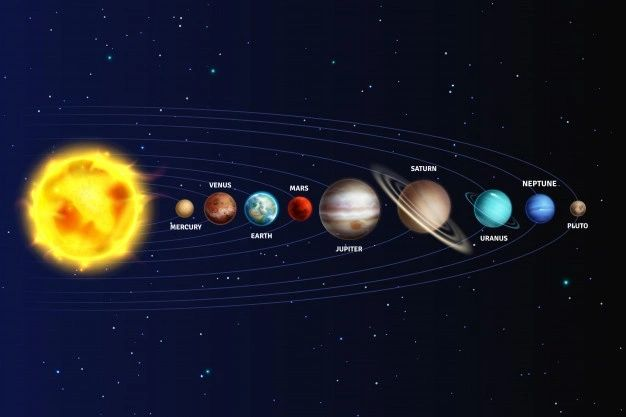 MERCURY
VENUS
EARTH
MARS
JUPITER
SATURN
URANUS
NEPTUNE
PLUTO